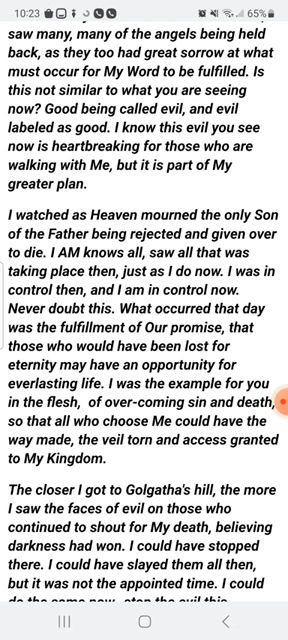 10:23
65%
saw many, many of the angels being held
back, as they too had great sorrow at what
must occur for My Word to be fulfilled. Is
this not similar to what you are seeing
now? Good being called evil, and evil
labeled as good. I know this evil you see
now is heartbreaking for those who are
walking with Me, but it is part of My
greater plan.
I watched as Heaven mourned the only Son
of the Father being rejected and given over
to die. I AM knows all, saw all that was
taking place then, just as I do now. I was in
control then, and I am in control now.
Never doubt this. What occurred that day
was the fulfillment of Our promise, that
those who would have been lost for
eternity may have an opportunity for
everlasting life. I was the example for you
in the flesh, of over-coming sin and death,
so that all who choose Me could have the
way made, the veil torn and access granted
to My Kingdom.
The closer I got to Golgatha's hill, the more
I saw the faces of evil on those who
continued to shout for My death, believing
darkness had won. I could have stopped
there. I could have slayed them all then,
but it was not the appointed time. I could
do the same now, stop the evil this